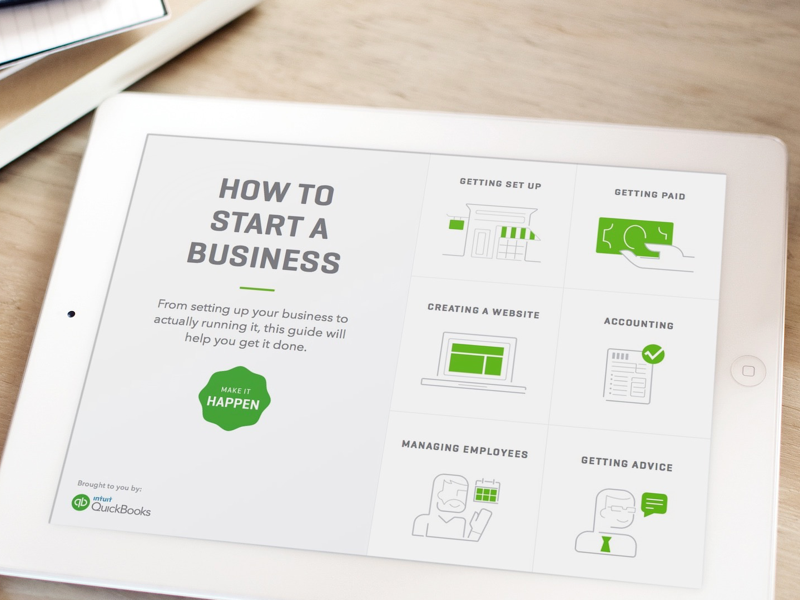 HOW TO
START A
BUSINESS
From setting up your business to
actually running it, this guide will
help you get it done.
MAKE IT
HAPPEN
Brought to you by:
qb
intuit
QuickBooks
GETTING SET UP
GETTING PAID
CREATING A WEBSITE
ACCOUNTING
MANAGING EMPLOYEES
GETTING ADVICE